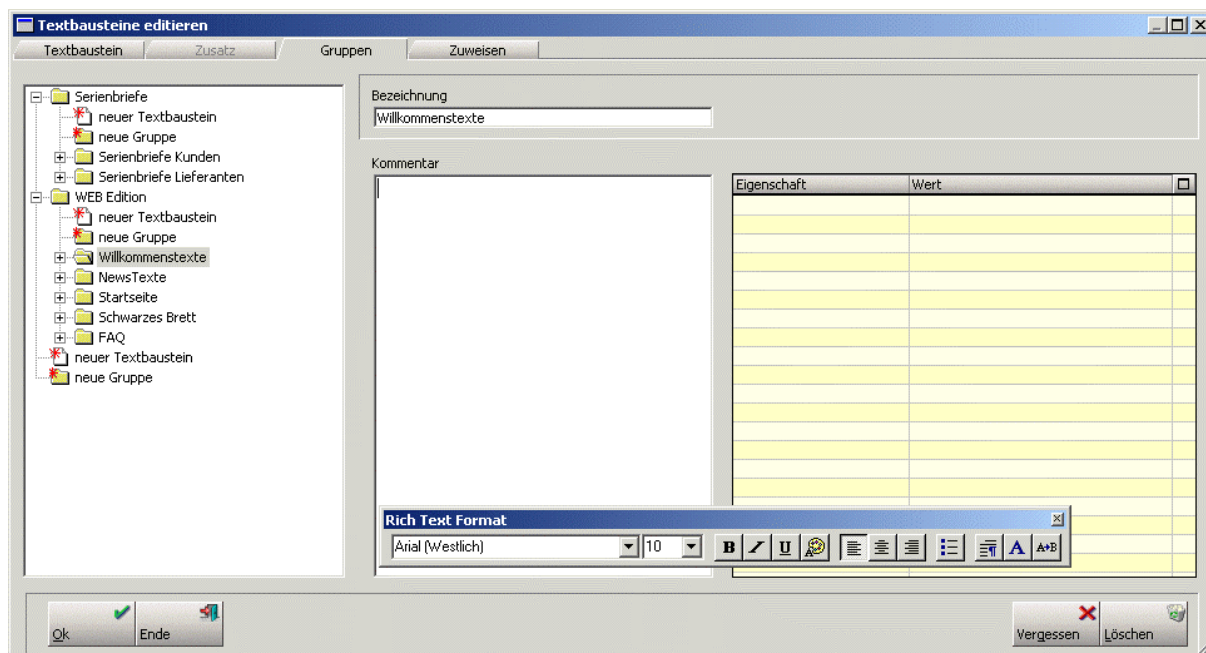 Textbausteine editieren
Textbaustein Zusatz Gruppen Zuweisen
Serienbriefe
neuer Textbaustein
neue Gruppe
Serienbriefe Kunden
Serienbriefe Lieferanten
WEB Edition
neuer Textbaustein
neue Gruppe
Willkommenstexte
NewsTexte
Startseite
Schwarzes Brett
FAQ
neuer Textbaustein
neue Gruppe
Bezeichnung
Willkommenstexte
Kommentar
Eigenschaft Wert
Rich Text Format
Arial (Westlich) 10 B I U A A A+B
Ok Ende Vergessen Löschen